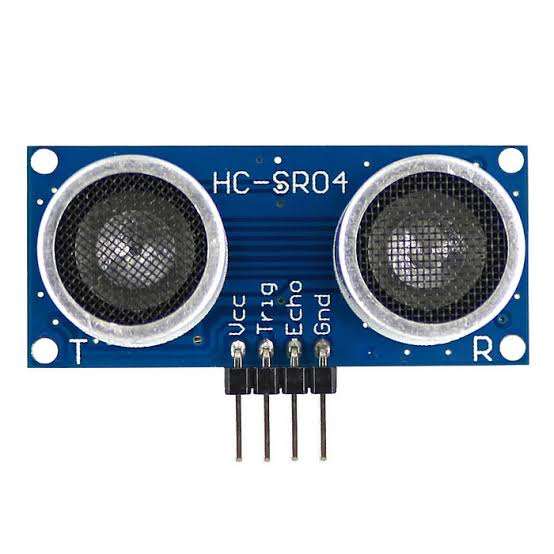 HC-SR04
Vcc
Trig
Echo
Gnd
T
R